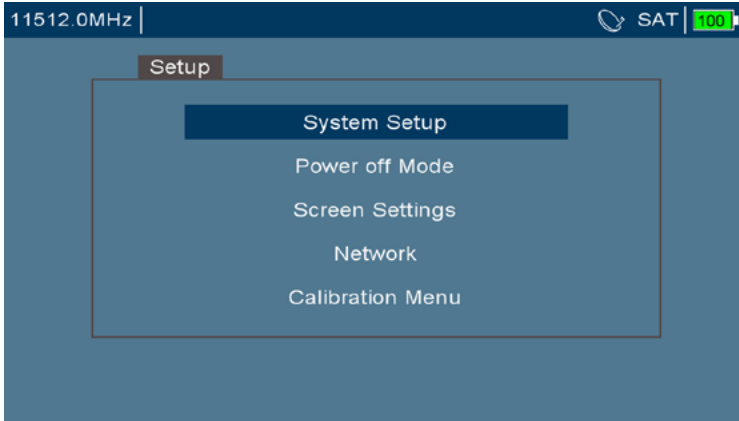 11512.0MHz SAT 100
Setup
System Setup
Power off Mode
Screen Settings
Network
Calibration Menu